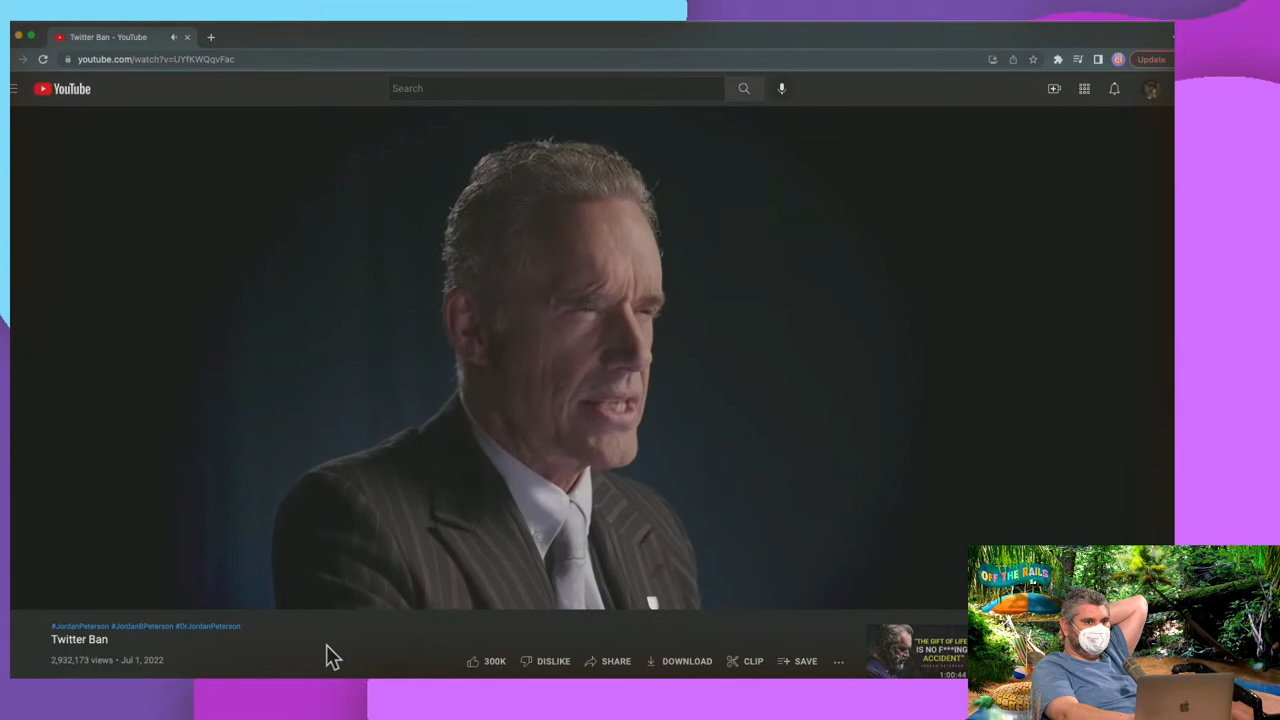 Twitter Ban - YouTube
youtube.com/watch?v=UYfKWQqvFac
Update
YouTube
Search
#JordanPeterson #JordanBPeterson #DrJordanPeterson
Twitter Ban
2,932,173 views • Jul 1, 2022
300K
DISLIKE
SHARE
DOWNLOAD
CLIP
SAVE
"THE GIFT OF LIFE
IS NO F***ING
ACCIDENT"
JORDAN PETERSON
1:00:44
OFF THE RAILS